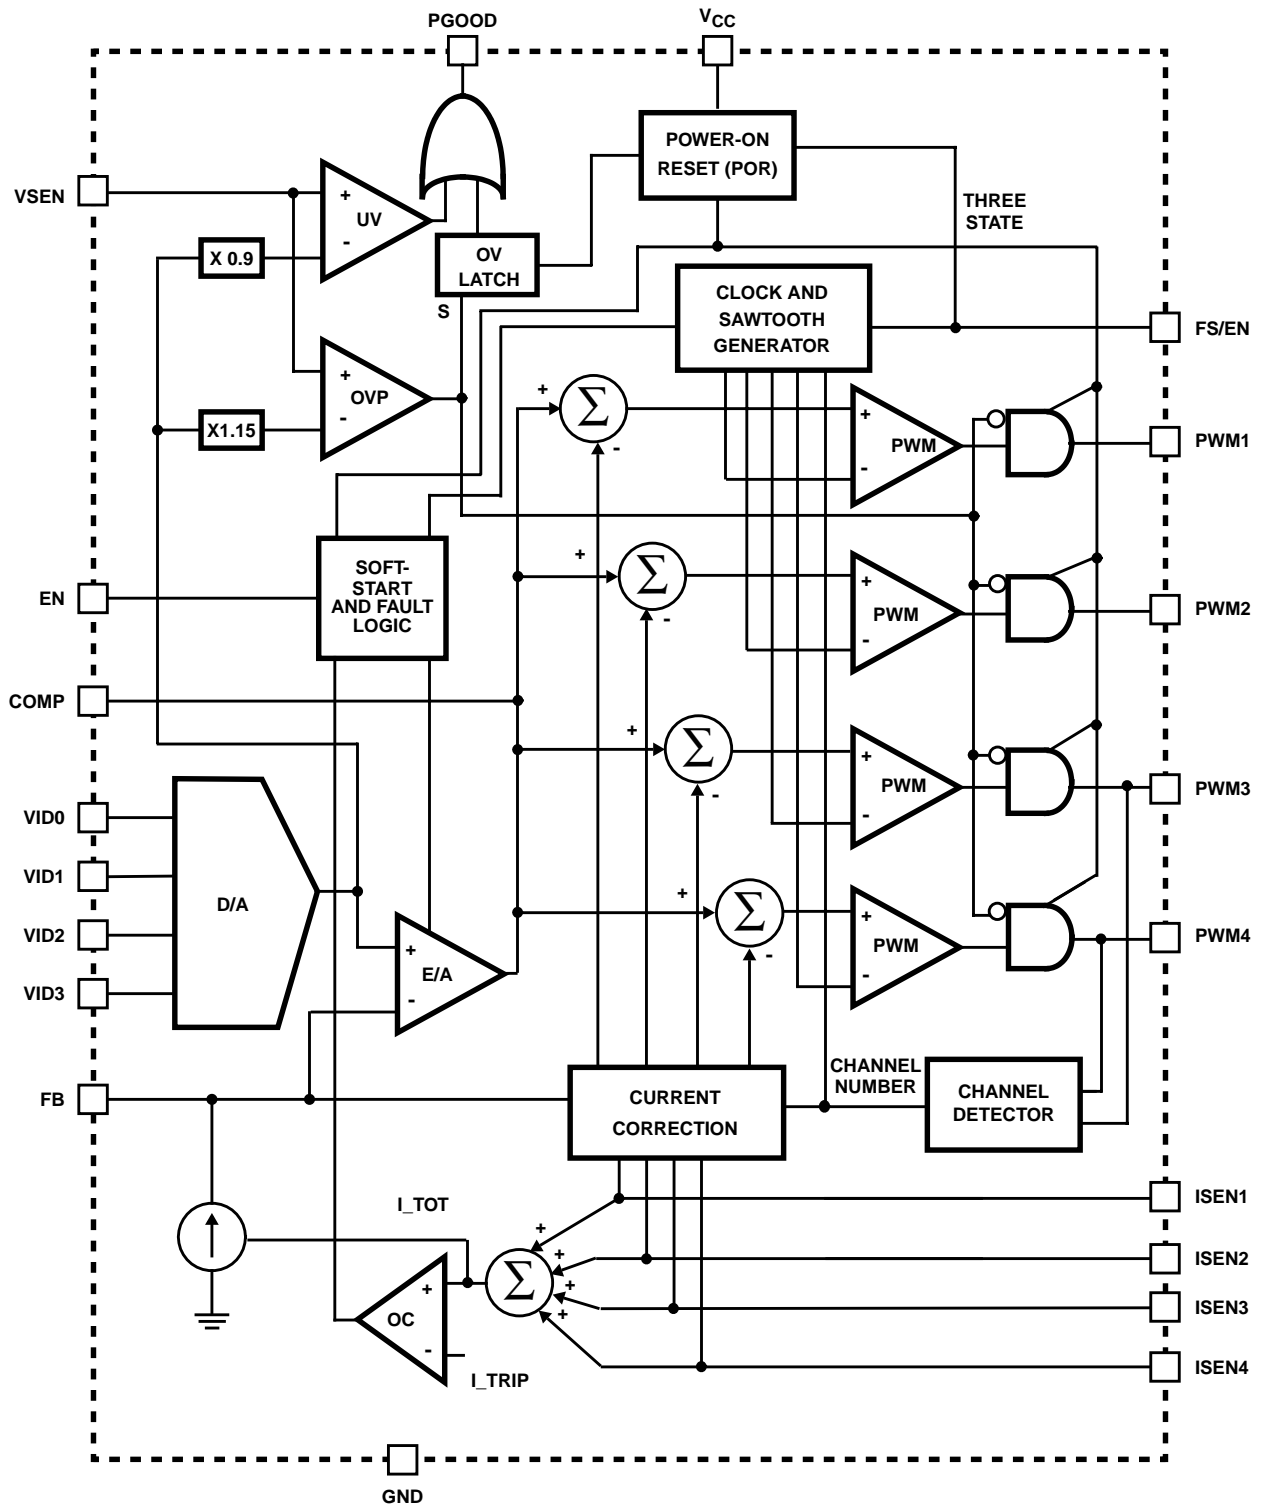 PGOOD
VCC
POWER-ON
RESET (POR)
VSEN
+
UV
-
THREE
STATE
X 0.9
OV
LATCH
S
CLOCK AND
SAWTOOTH
GENERATOR
FS/EN
+
OVP
-
X1.15
+
Σ
-
+
PWM
-
PWM1
SOFT-
START
AND FAULT
LOGIC
EN
+
Σ
-
+
PWM
-
PWM2
COMP
+
Σ
-
+
PWM
-
PWM3
VID0
VID1
VID2
VID3
D/A
+
E/A
-
+
Σ
-
+
PWM
-
PWM4
FB
CURRENT
CORRECTION
CHANNEL
NUMBER
CHANNEL
DETECTOR
I_TOT
+
+
+
+
Σ
ISEN1
ISEN2
ISEN3
ISEN4
+
OC
-
I_TRIP
GND